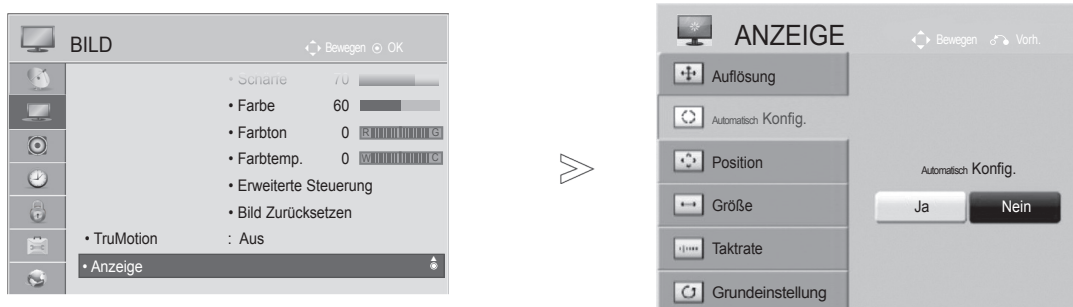 BILD
Bewegen OK
• Schärfe 70
• Farbe 60
• Farbton 0 R G
• Farbtemp. 0 W C
• Erweiterte Steuerung
• Bild Zurücksetzen
• TruMotion : Aus
• Anzeige
ANZEIGE
Bewegen Vorh.
Auflösung
Automatisch Konfig.
Position
Größe
Taktrate
Grundeinstellung
Automatisch Konfig.
Ja Nein